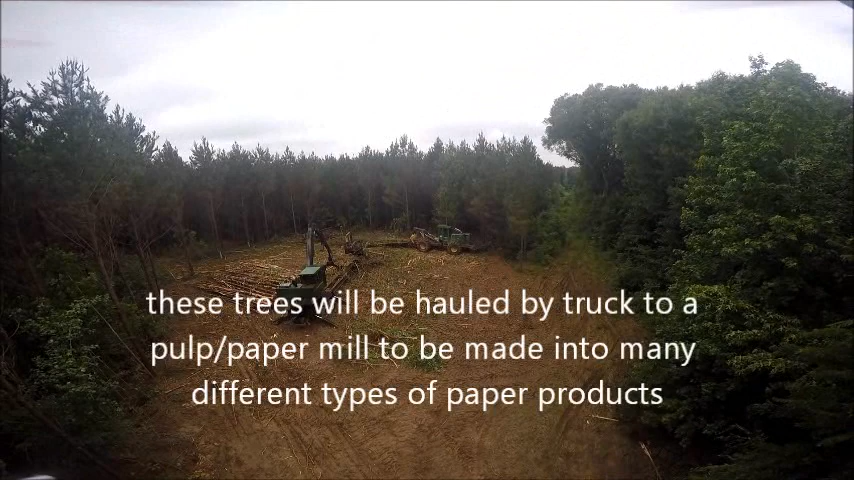 these trees will be hauled by truck to a
pulp/paper mill to be made into many
different types of paper products